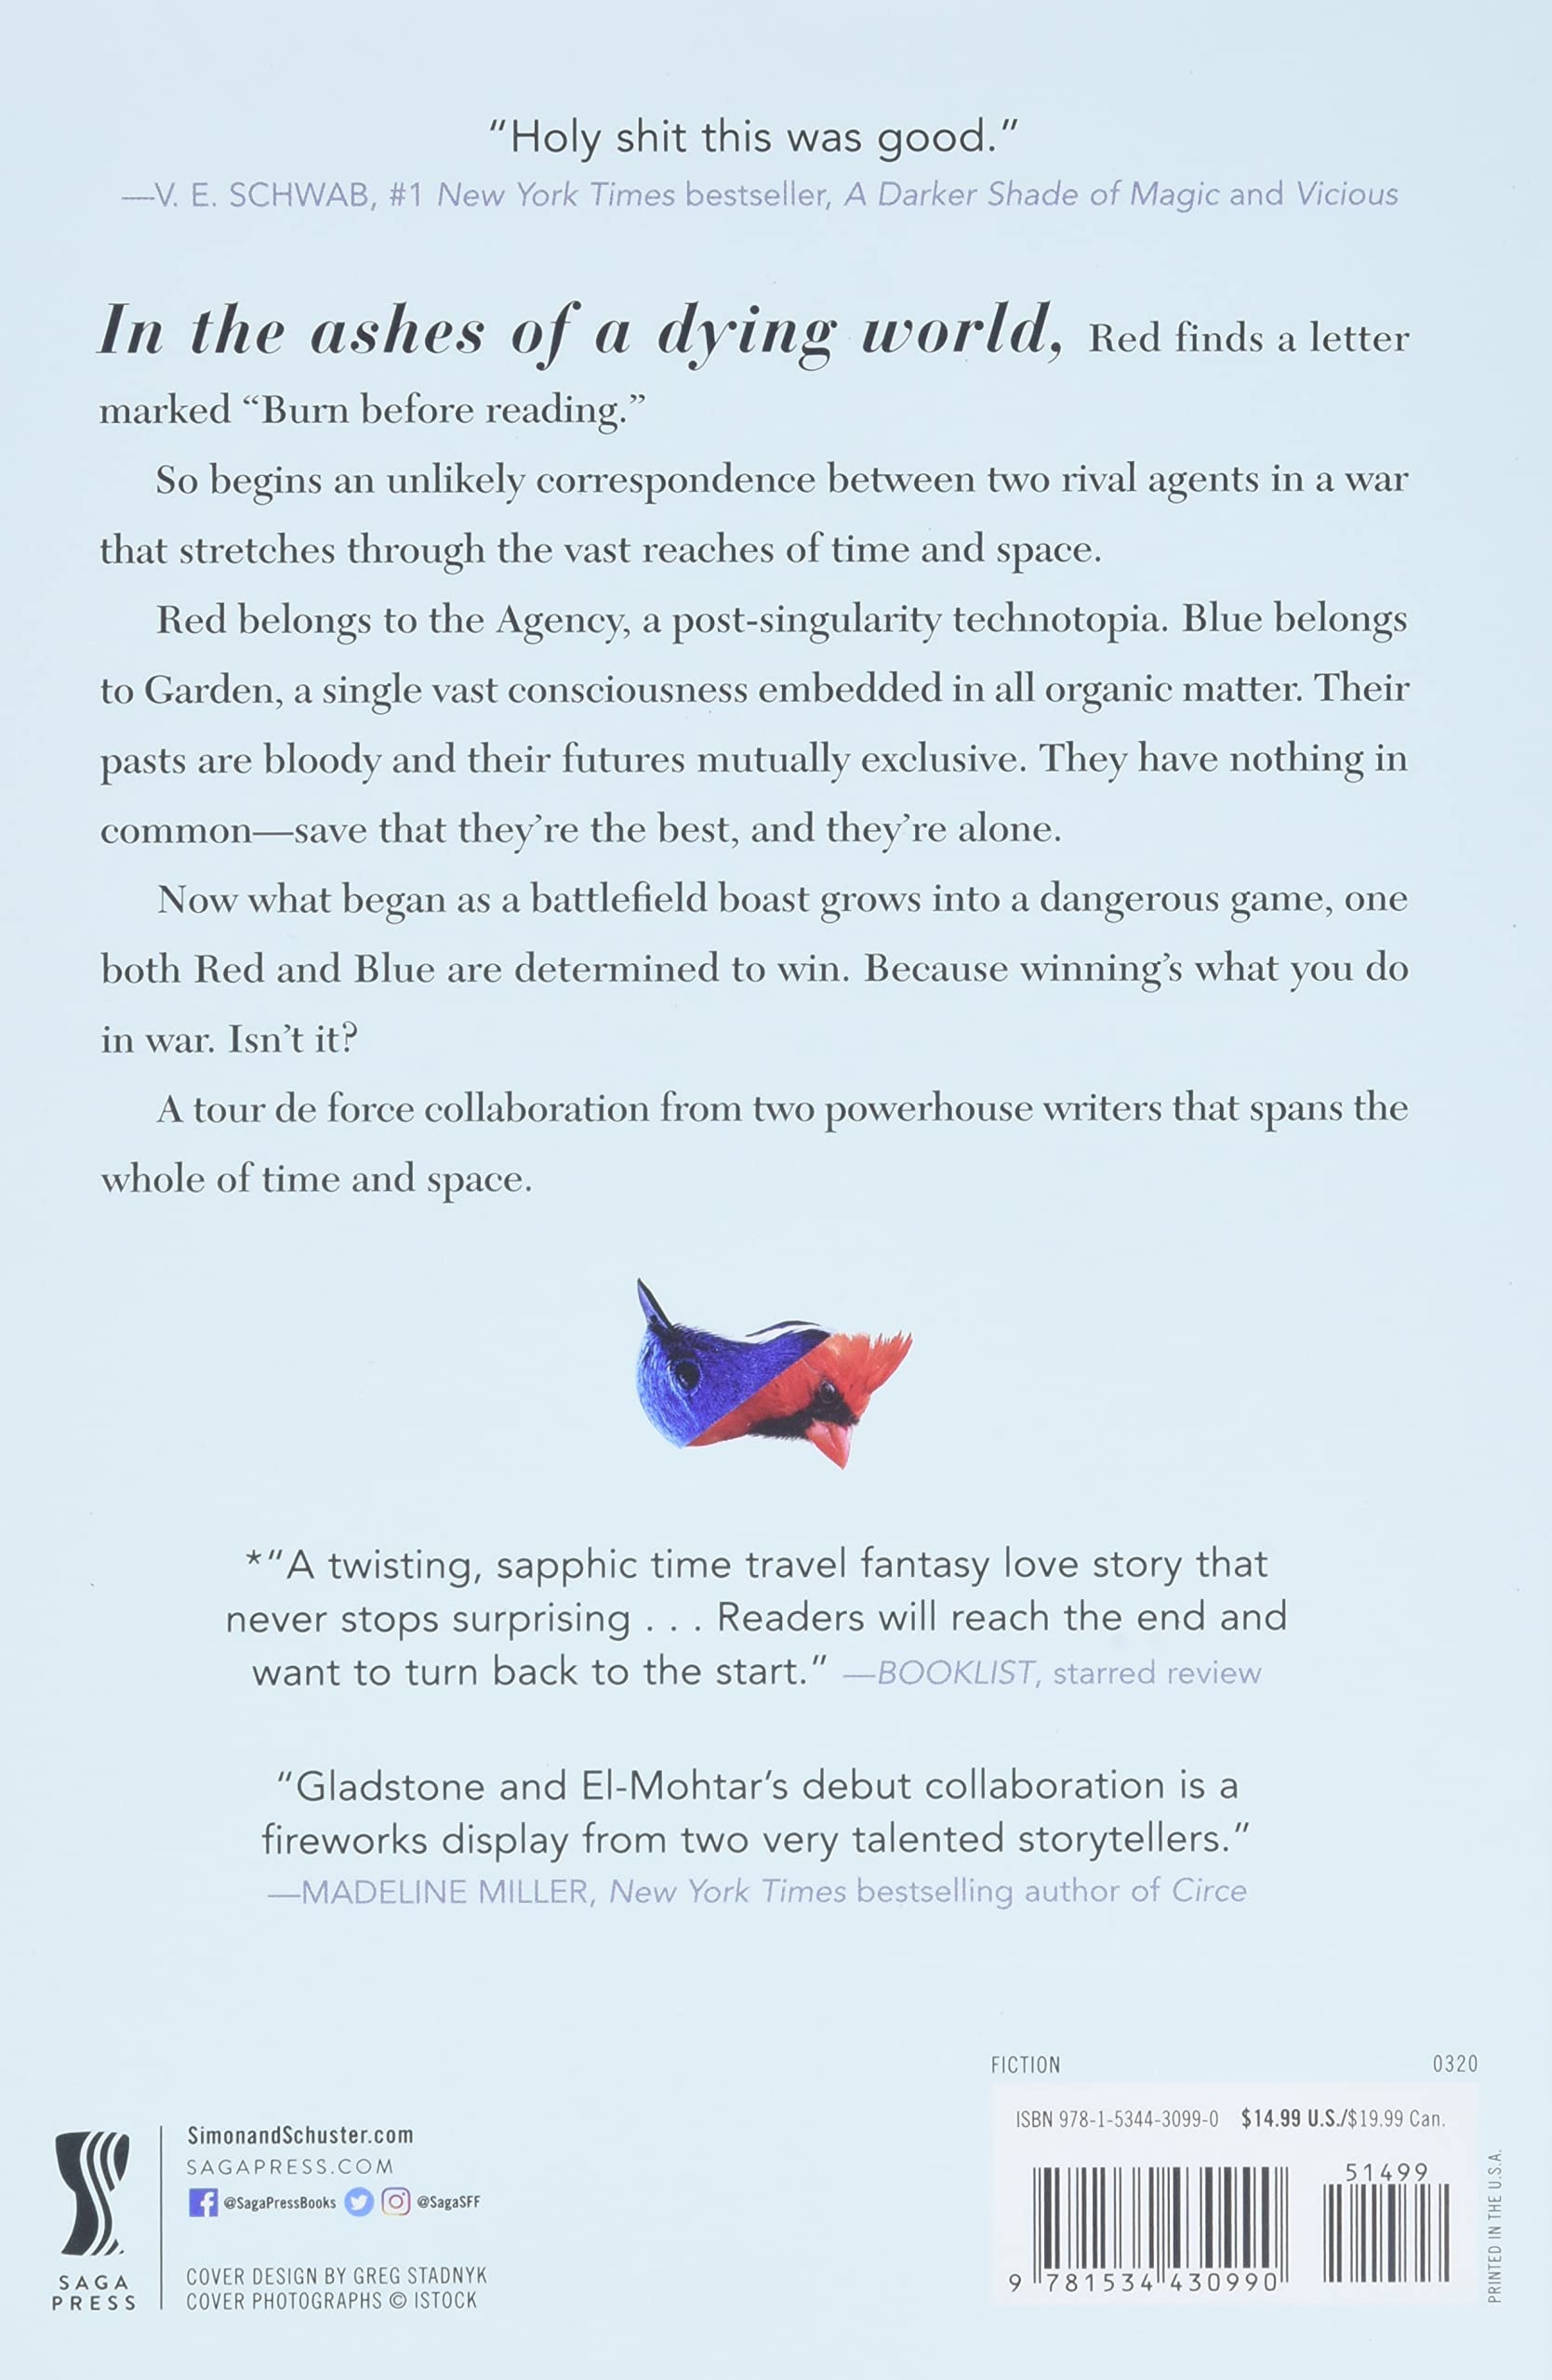 “Holy shit this was good.”
—V. E. SCHWAB, #1 New York Times bestseller, A Darker Shade of Magic and Vicious
In the ashes of a dying world, Red finds a letter
marked “Burn before reading.”
So begins an unlikely correspondence between two rival agents in a war
that stretches through the vast reaches of time and space.
Red belongs to the Agency, a post-singularity technotopia. Blue belongs
to Garden, a single vast consciousness embedded in all organic matter. Their
pasts are bloody and their futures mutually exclusive. They have nothing in
common—save that they’re the best, and they’re alone.
Now what began as a battlefield boast grows into a dangerous game, one
both Red and Blue are determined to win. Because winning’s what you do
in war. Isn’t it?
A tour de force collaboration from two powerhouse writers that spans the
whole of time and space.
*“A twisting, sapphic time travel fantasy love story that
never stops surprising . . . Readers will reach the end and
want to turn back to the start.” —BOOKLIST, starred review
“Gladstone and El-Mohtar’s debut collaboration is a
fireworks display from two very talented storytellers.”
—MADELINE MILLER, New York Times bestselling author of Circe
SAGA
PRESS
SimonandSchuster.com
SAGAPRESS.COM
@SagaPressBooks @SagaSFF
COVER DESIGN BY GREG STADNYK
COVER PHOTOGRAPHS © ISTOCK
FICTION 0320
ISBN 978-1-5344-3099-0 $14.99 U.S./$19.99 Can.
51499
9 781534 430990
PRINTED IN THE U.S.A.